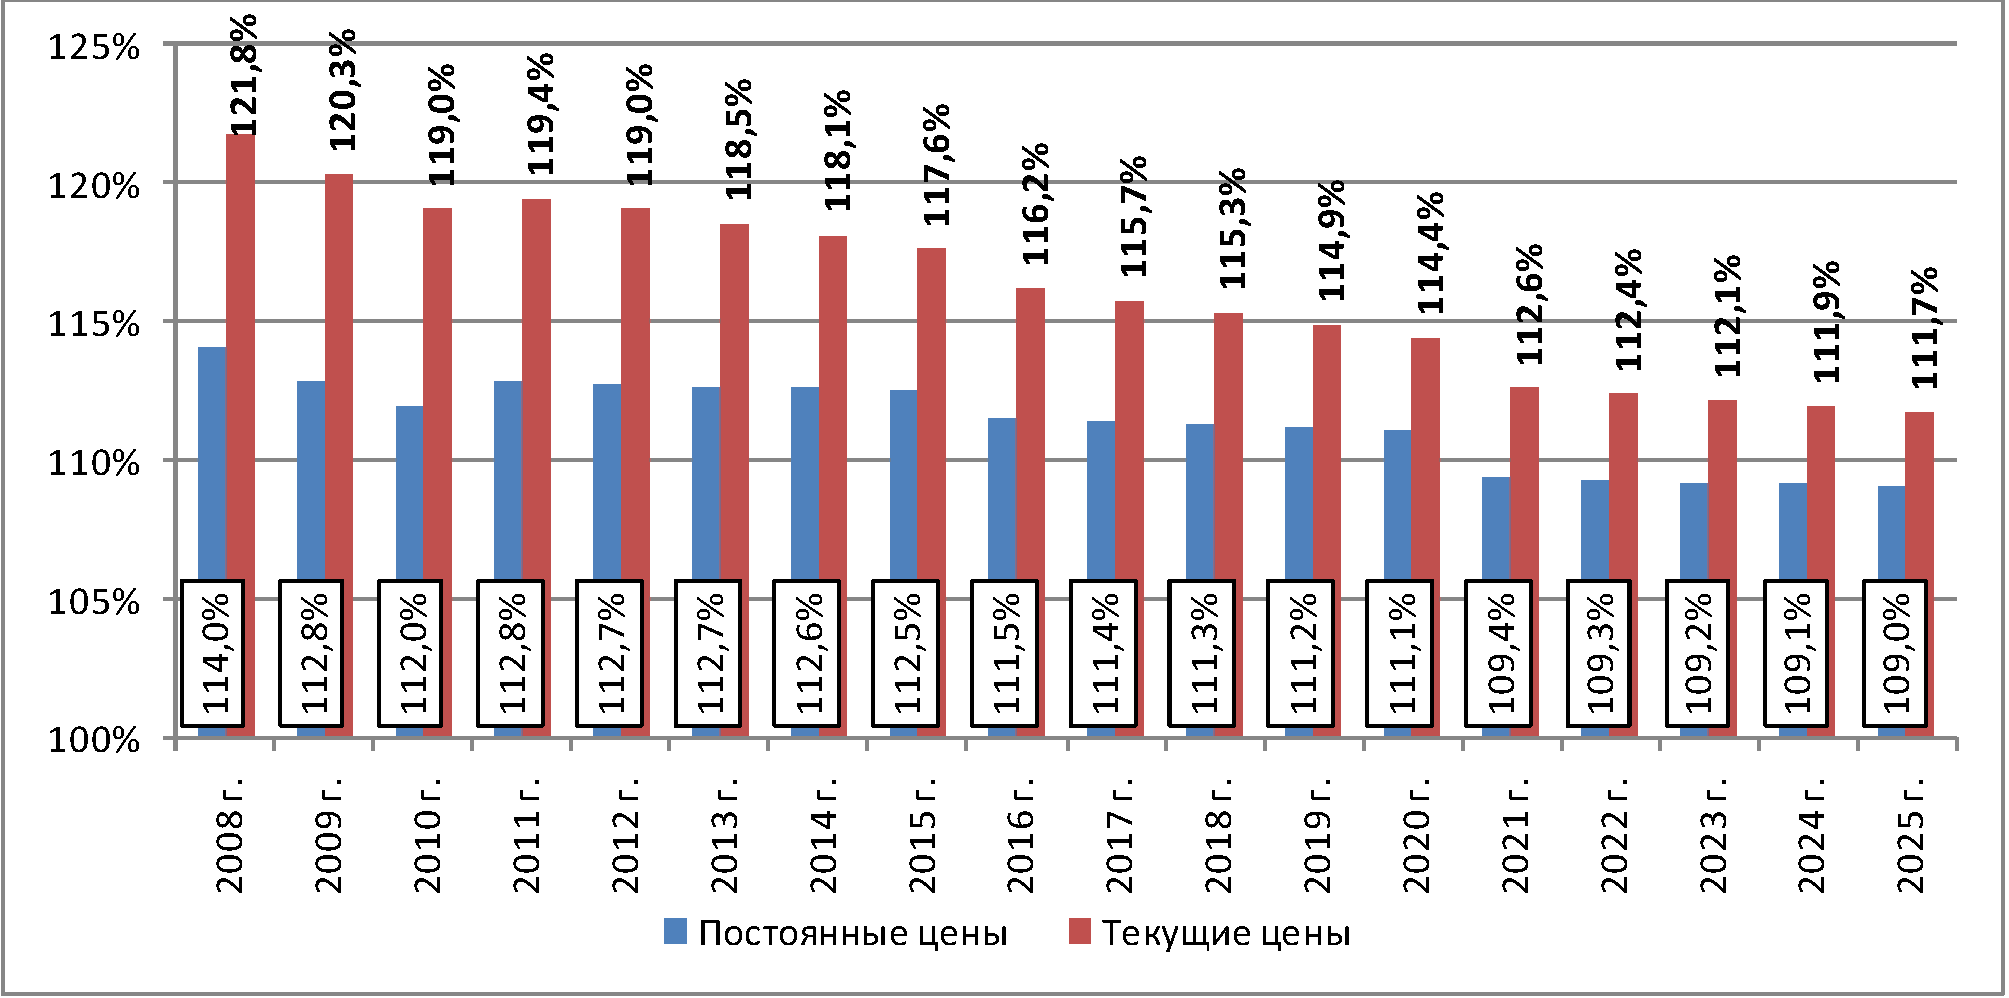 125%
120%
115%
110%
105%
100%
121,8%
120,3%
119,0%
119,4%
119,0%
118,5%
118,1%
117,6%
116,2%
115,7%
115,3%
114,9%
114,4%
112,6%
112,4%
112,1%
111,9%
111,7%
114,0%
112,8%
112,0%
112,8%
112,7%
112,7%
112,6%
112,5%
111,5%
111,4%
111,3%
111,2%
111,1%
109,4%
109,3%
109,2%
109,1%
109,0%
2008 г.
2009 г.
2010 г.
2011 г.
2012 г.
2013 г.
2014 г.
2015 г.
2016 г.
2017 г.
2018 г.
2019 г.
2020 г.
2021 г.
2022 г.
2023 г.
2024 г.
2025 г.
Постоянные цены
Текущие цены